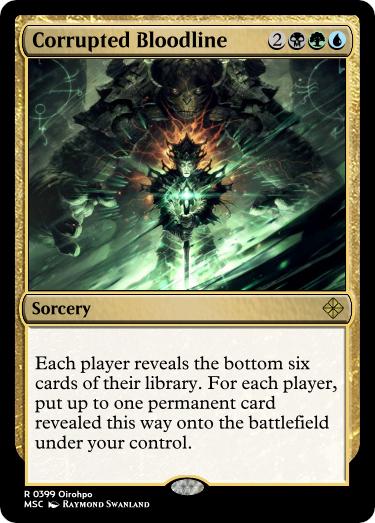 Corrupted Bloodline 2
Sorcery
Each player reveals the bottom six
cards of their library. For each player,
put up to one permanent card
revealed this way onto the battlefield
under your control.
R 0399 Oirohpo
MSC RAYMOND SWANLAND